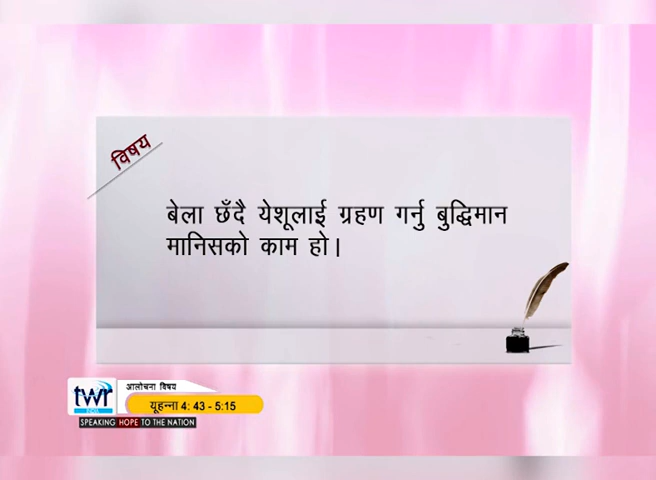 विषय
बेला छँदै येशूलाई ग्रहण गर्नु बुद्धिमान
मानिसको काम हो।
twr
आलोचना विषय
यूहन्ना 4: 43 - 5:15
SPEAKING HOPE TO THE NATION